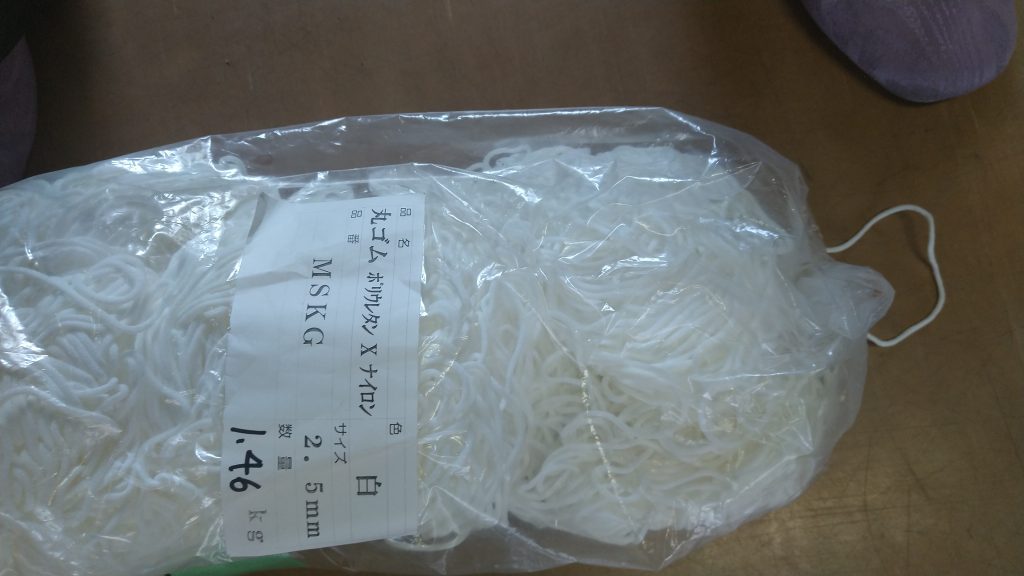 品名 色
丸ゴム ﾎﾟﾘｳﾚﾀﾝ X ナイロン 白
品番 サイズ
MSKG 2.5mm
数量
1.46 kg